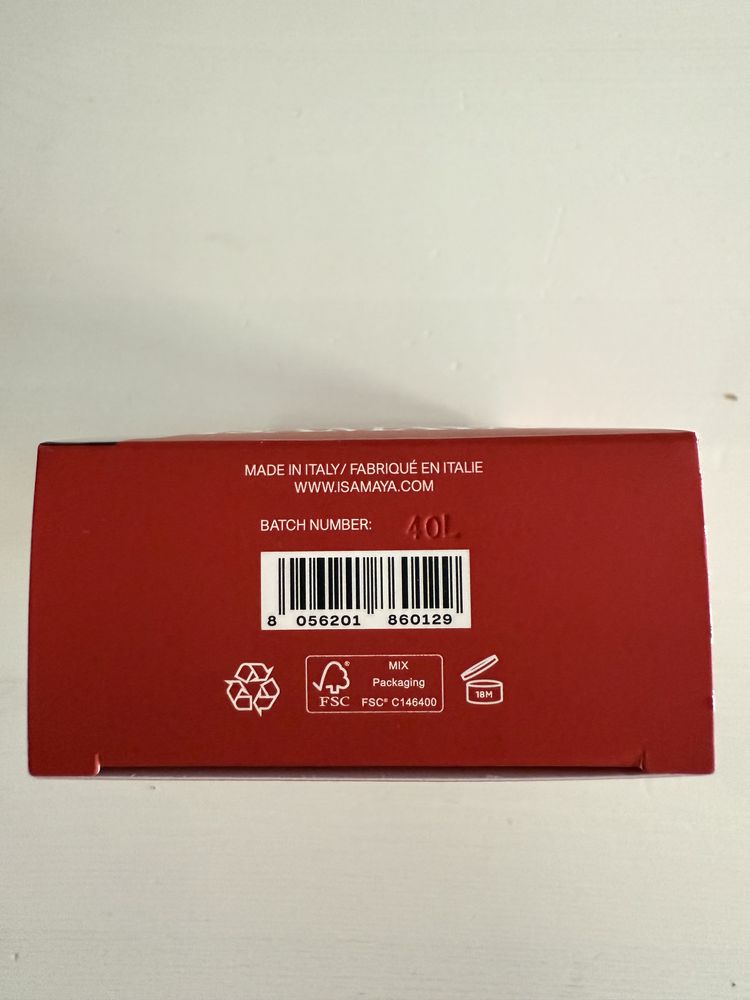 MADE IN ITALY/ FABRIQUÉ EN ITALIE
WWW.ISAMAYA.COM
BATCH NUMBER: 40L
8 056201 860129
FSC®
MIX
Packaging
FSC® C146400
18M